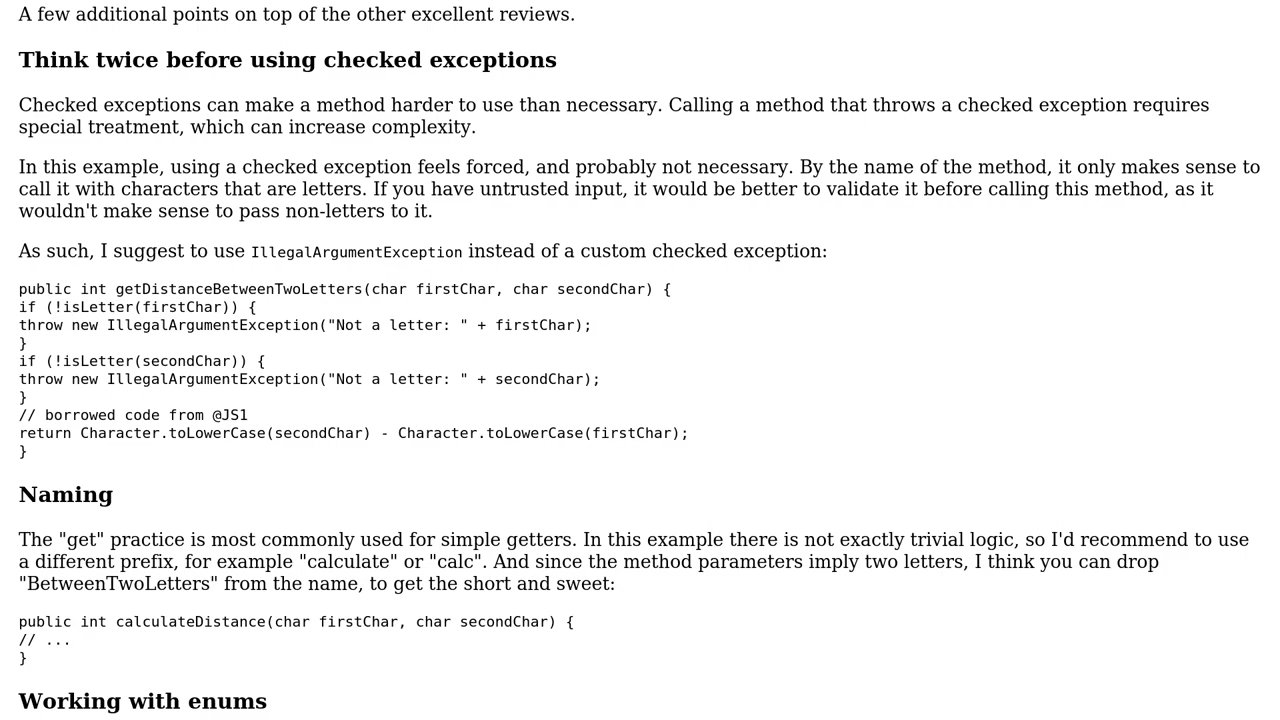 A few additional points on top of the other excellent reviews.
Think twice before using checked exceptions
Checked exceptions can make a method harder to use than necessary. Calling a method that throws a checked exception requires
special treatment, which can increase complexity.
In this example, using a checked exception feels forced, and probably not necessary. By the name of the method, it only makes sense to
call it with characters that are letters. If you have untrusted input, it would be better to validate it before calling this method, as it
wouldn't make sense to pass non-letters to it.
As such, I suggest to use IllegalArgumentException instead of a custom checked exception:
public int getDistanceBetweenTwoLetters(char firstChar, char secondChar) {
if (!isLetter(firstChar)) {
throw new IllegalArgumentException("Not a letter: " + firstChar);
}
if (!isLetter(secondChar)) {
throw new IllegalArgumentException("Not a letter: " + secondChar);
}
// borrowed code from @JS1
return Character.toLowerCase(secondChar) - Character.toLowerCase(firstChar);
}
Naming
The "get" practice is most commonly used for simple getters. In this example there is not exactly trivial logic, so I'd recommend to use
a different prefix, for example "calculate" or "calc". And since the method parameters imply two letters, I think you can drop
"BetweenTwoLetters" from the name, to get the short and sweet:
public int calculateDistance(char firstChar, char secondChar) {
// ...
}
Working with enums